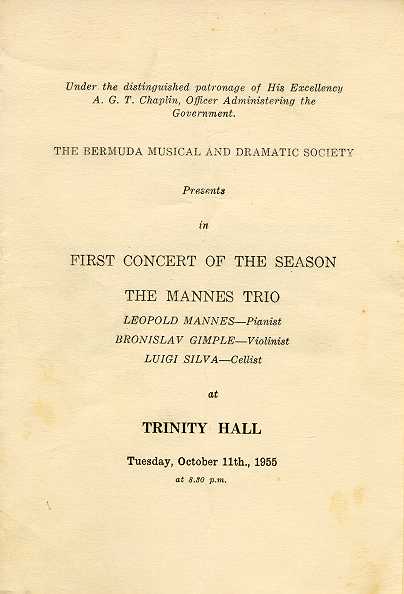 Under the distinguished patronage of His Excellency
A. G. T. Chaplin, Officer Administering the
Government.
THE BERMUDA MUSICAL AND DRAMATIC SOCIETY
Presents
in
FIRST CONCERT OF THE SEASON
THE MANNES TRIO
LEOPOLD MANNES—Pianist
BRONISLAV GIMPLE—Violinist
LUIGI SILVA—Cellist
at
TRINITY HALL
Tuesday, October 11th., 1955
at 8.30 p.m.